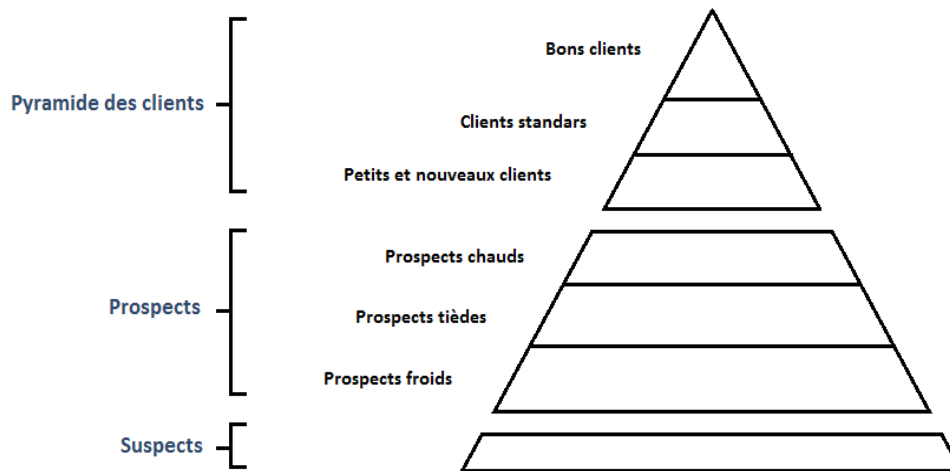 Bons clients
Pyramide des clients
Clients standars
Petits et nouveaux clients
Prospects chauds
Prospects
Prospects tièdes
Prospects froids
Suspects